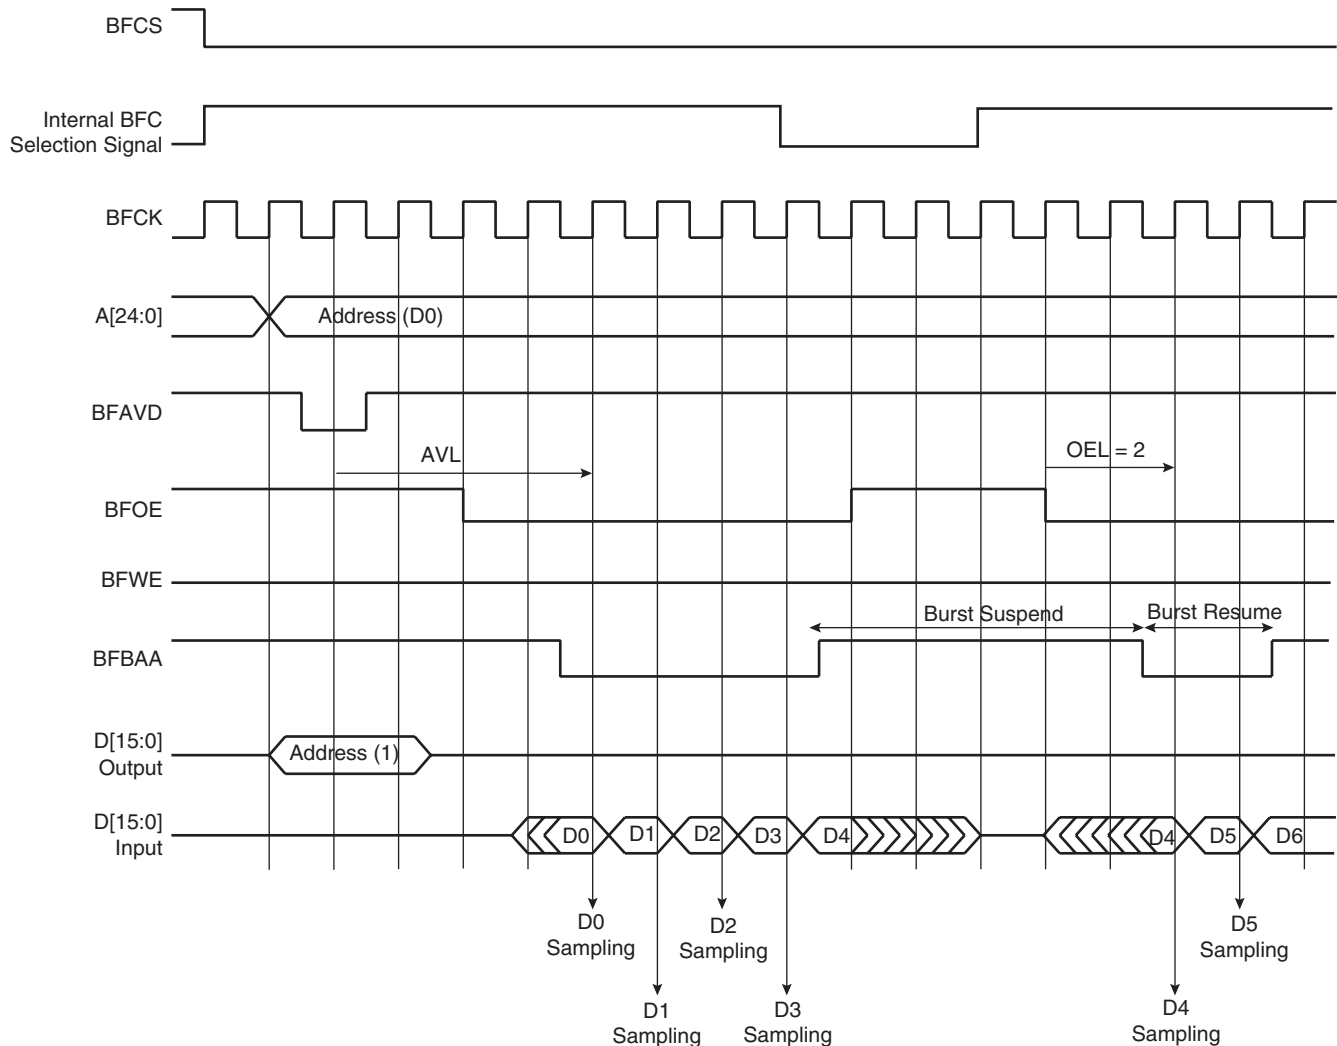 BFCS
Internal BFC
Selection Signal
BFCK
A[24:0]
Address (D0)
BFAVD
AVL
OEL = 2
BFOE
BFWE
Burst Suspend
Burst Resume
BFBAA
D[15:0]
Output
Address (1)
D[15:0]
Input
D0
D1
D2
D3
D4
D4
D5
D6
D0
Sampling
D2
Sampling
D5
Sampling
D1
Sampling
D3
Sampling
D4
Sampling